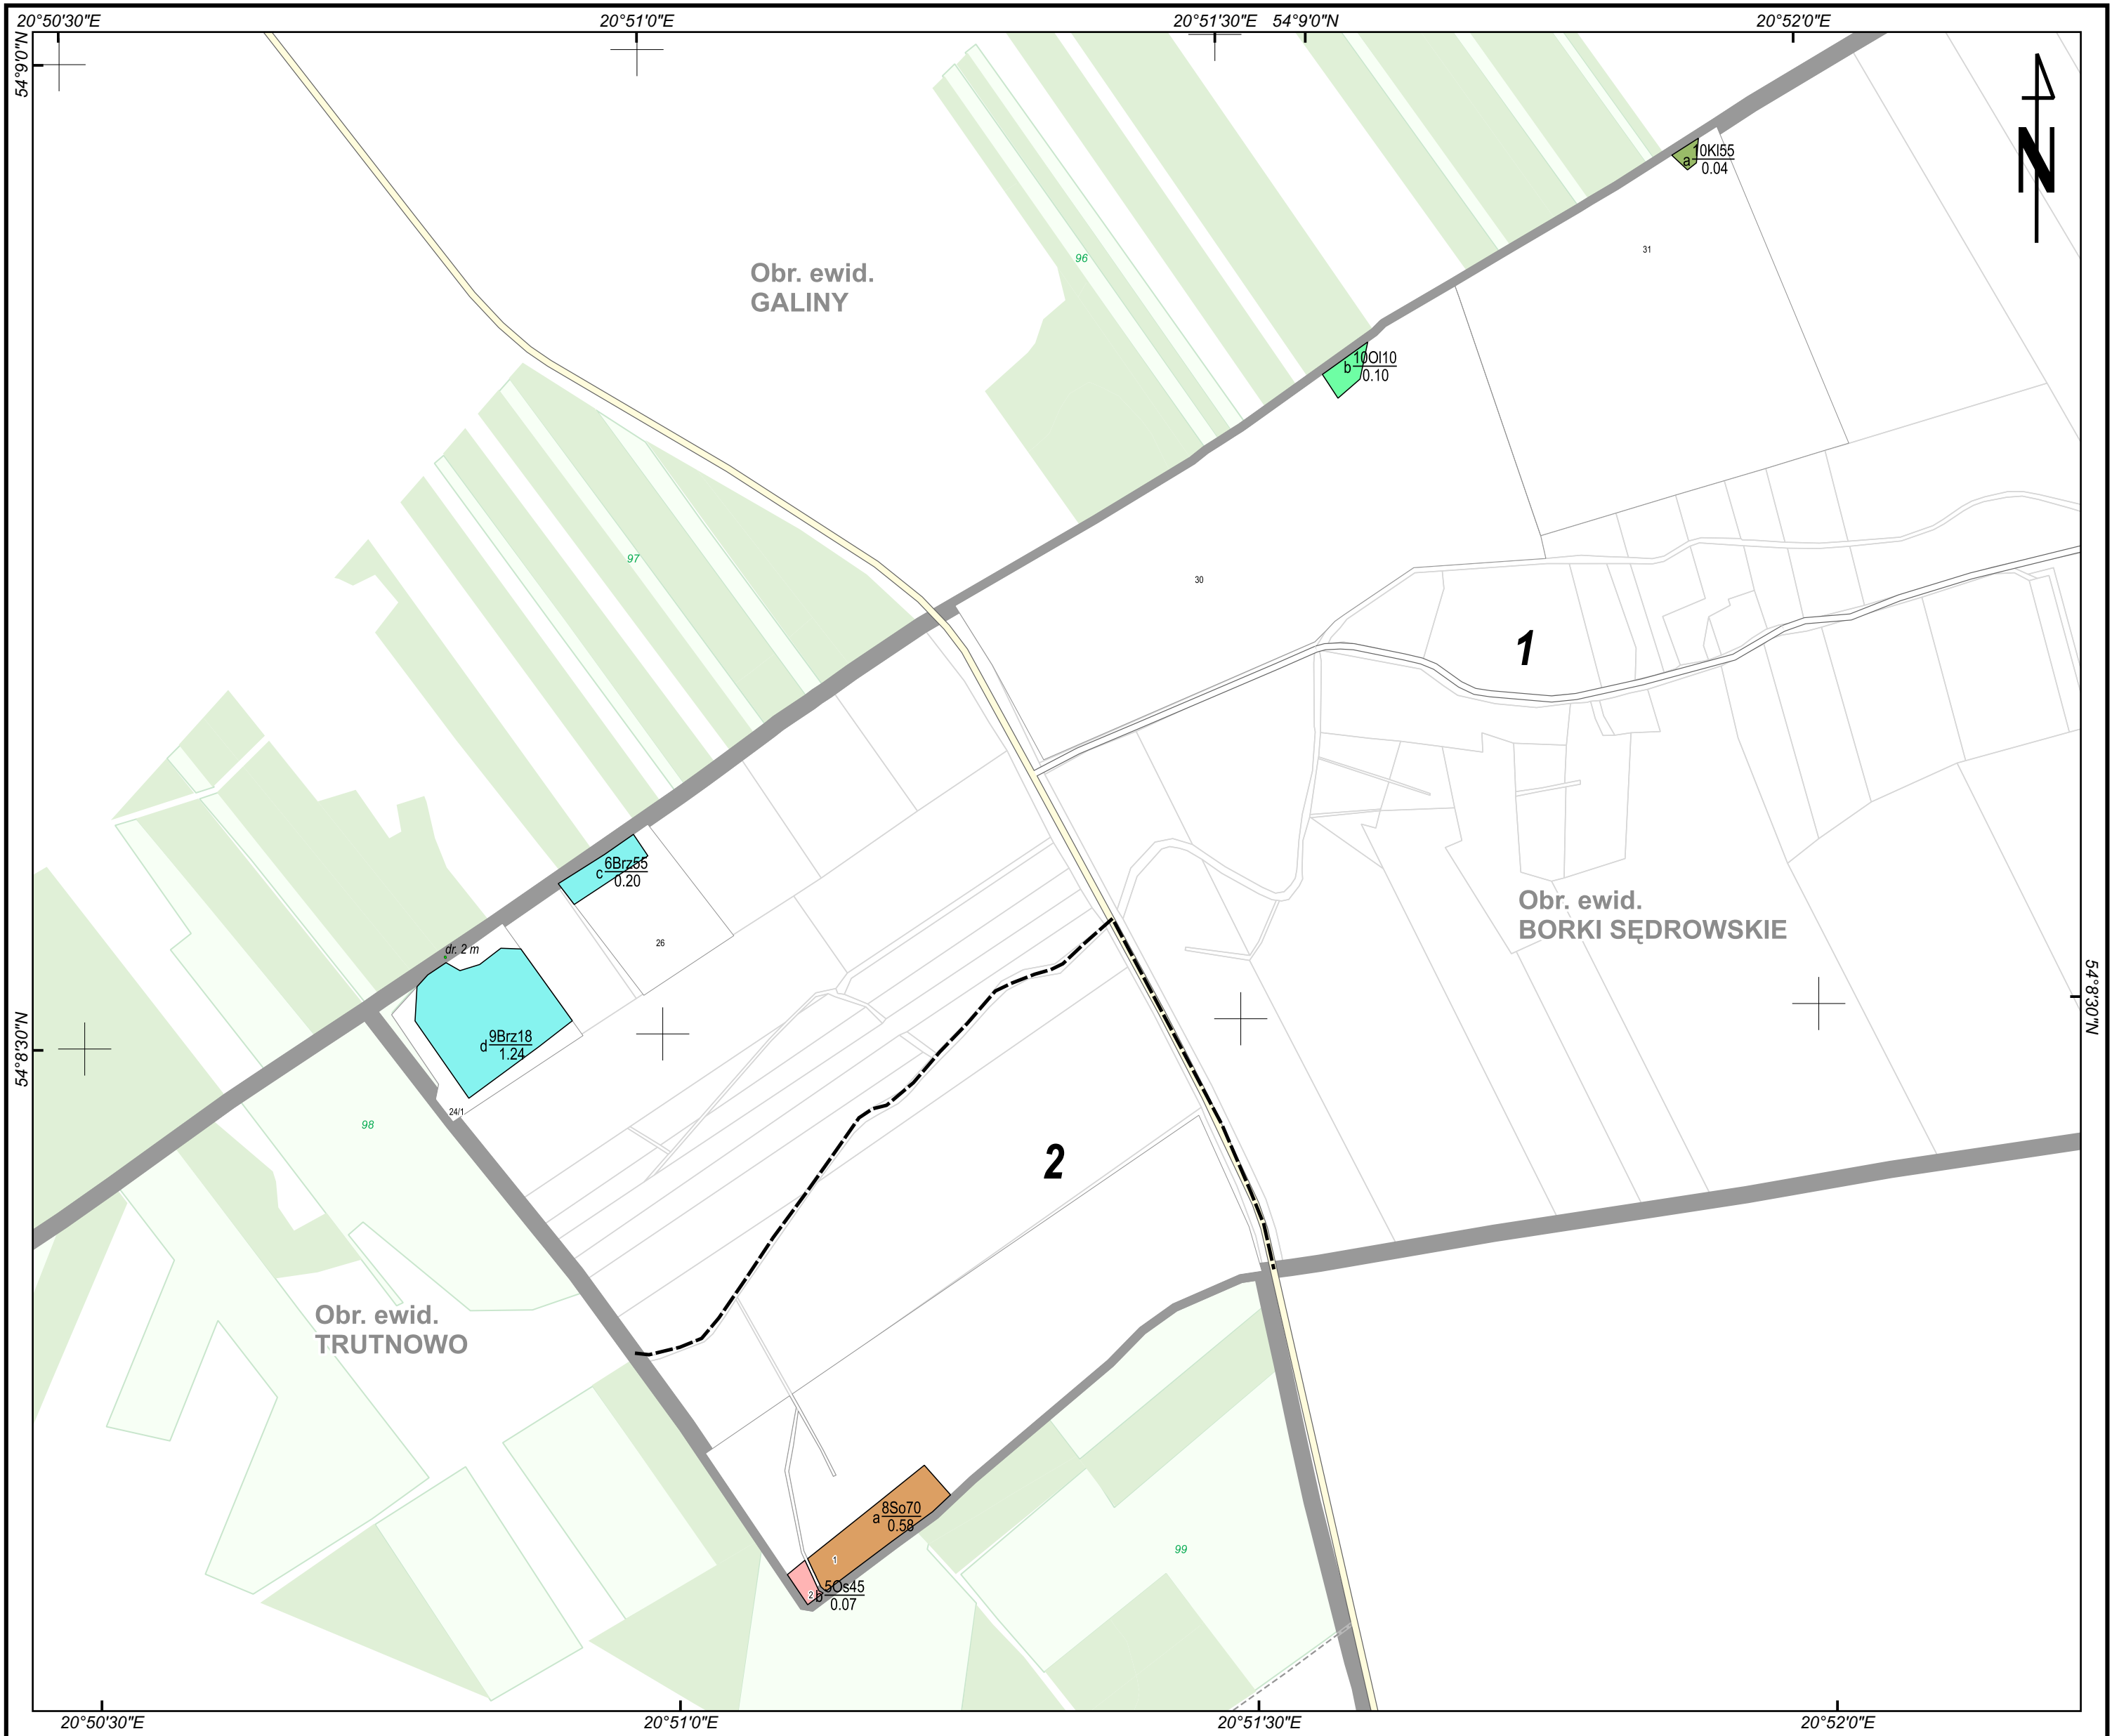 20°50'30"E 20°51'0"E 20°51'30"E 54°9'0"N 20°52'0"E
54°9'0"N
N
a 10Kl55
0.04
31
96
Obr. ewid.
GALINY
b 10Ol10
0.10
97
30
1
c 6Brz55
0.20
Obr. ewid.
BORKI SĘDROWSKIE
26
dr. 2 m
d 9Brz18
1.24
54°8'30"N
54°8'30"N
24/1
98
2
Obr. ewid.
TRUTNOWO
a 8So70
0.58
1
99
2 b 5Os45
0.07
20°50'30"E 20°51'0"E 20°51'30"E 20°52'0"E